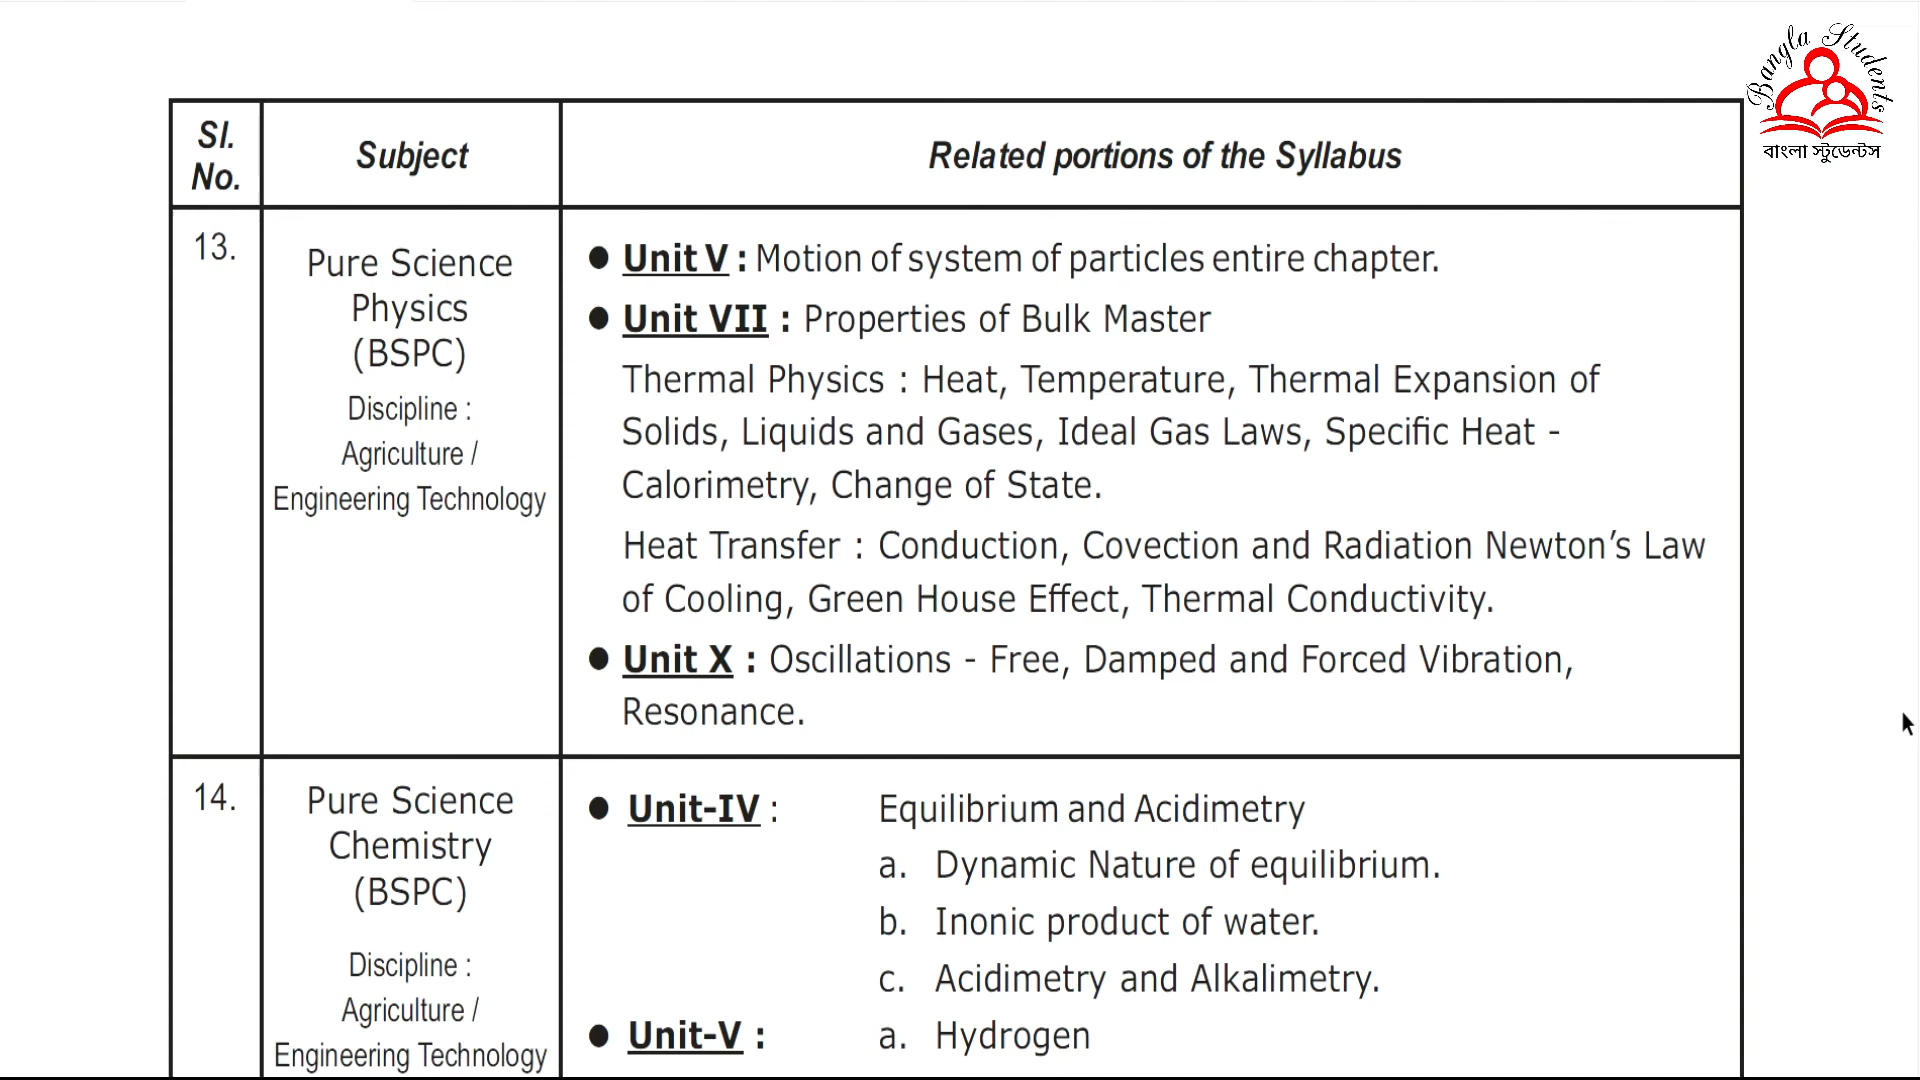 Bangla Students
বাংলা স্টুডেন্টস
Sl. No.
Subject
Related portions of the Syllabus
13.
Pure Science
Physics
(BSPC)
Discipline :
Agriculture /
Engineering Technology
● Unit V : Motion of system of particles entire chapter.
● Unit VII : Properties of Bulk Master
Thermal Physics : Heat, Temperature, Thermal Expansion of
Solids, Liquids and Gases, Ideal Gas Laws, Specific Heat -
Calorimetry, Change of State.
Heat Transfer : Conduction, Covection and Radiation Newton’s Law
of Cooling, Green House Effect, Thermal Conductivity.
● Unit X : Oscillations - Free, Damped and Forced Vibration,
Resonance.
14.
Pure Science
Chemistry
(BSPC)
Discipline :
Agriculture /
Engineering Technology
● Unit-IV : Equilibrium and Acidimetry
a. Dynamic Nature of equilibrium.
b. Inonic product of water.
c. Acidimetry and Alkalimetry.
● Unit-V : a. Hydrogen